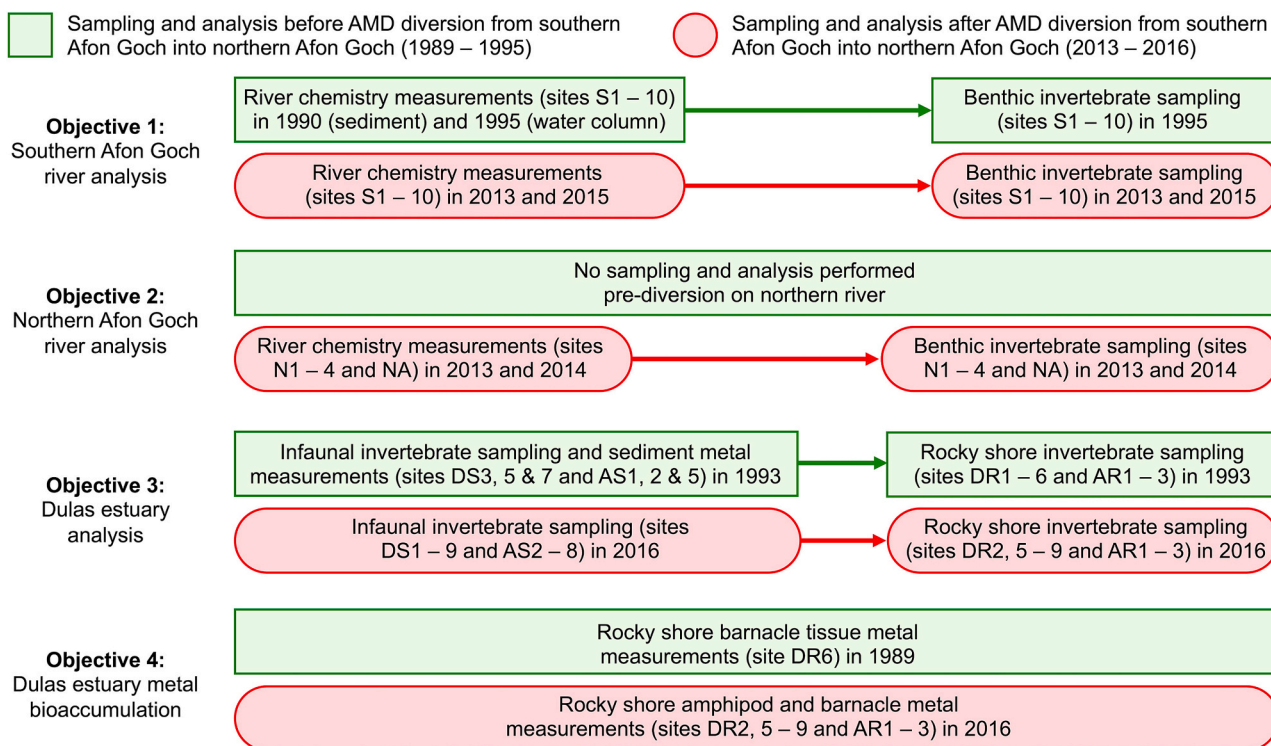 Sampling and analysis before AMD diversion from southern
Afon Goch into northern Afon Goch (1989 – 1995)
Sampling and analysis after AMD diversion from southern
Afon Goch into northern Afon Goch (2013 – 2016)
Objective 1:
Southern Afon Goch
river analysis
River chemistry measurements (sites S1 – 10)
in 1990 (sediment) and 1995 (water column)
Benthic invertebrate sampling
(sites S1 – 10) in 1995
River chemistry measurements
(sites S1 – 10) in 2013 and 2015
Benthic invertebrate sampling
(sites S1 – 10) in 2013 and 2015
Objective 2:
Northern Afon Goch
river analysis
No sampling and analysis performed
pre-diversion on northern river
River chemistry measurements (sites
N1 – 4 and NA) in 2013 and 2014
Benthic invertebrate sampling (sites
N1 – 4 and NA) in 2013 and 2014
Objective 3:
Dulas estuary
analysis
Infaunal invertebrate sampling and sediment metal
measurements (sites DS3, 5 & 7 and AS1, 2 & 5) in 1993
Rocky shore invertebrate sampling
(sites DR1 – 6 and AR1 – 3) in 1993
Infaunal invertebrate sampling (sites
DS1 – 9 and AS2 – 8) in 2016
Rocky shore invertebrate sampling
(sites DR2, 5 – 9 and AR1 – 3) in 2016
Objective 4:
Dulas estuary metal
bioaccumulation
Rocky shore barnacle tissue metal
measurements (site DR6) in 1989
Rocky shore amphipod and barnacle metal
measurements (sites DR2, 5 – 9 and AR1 – 3) in 2016